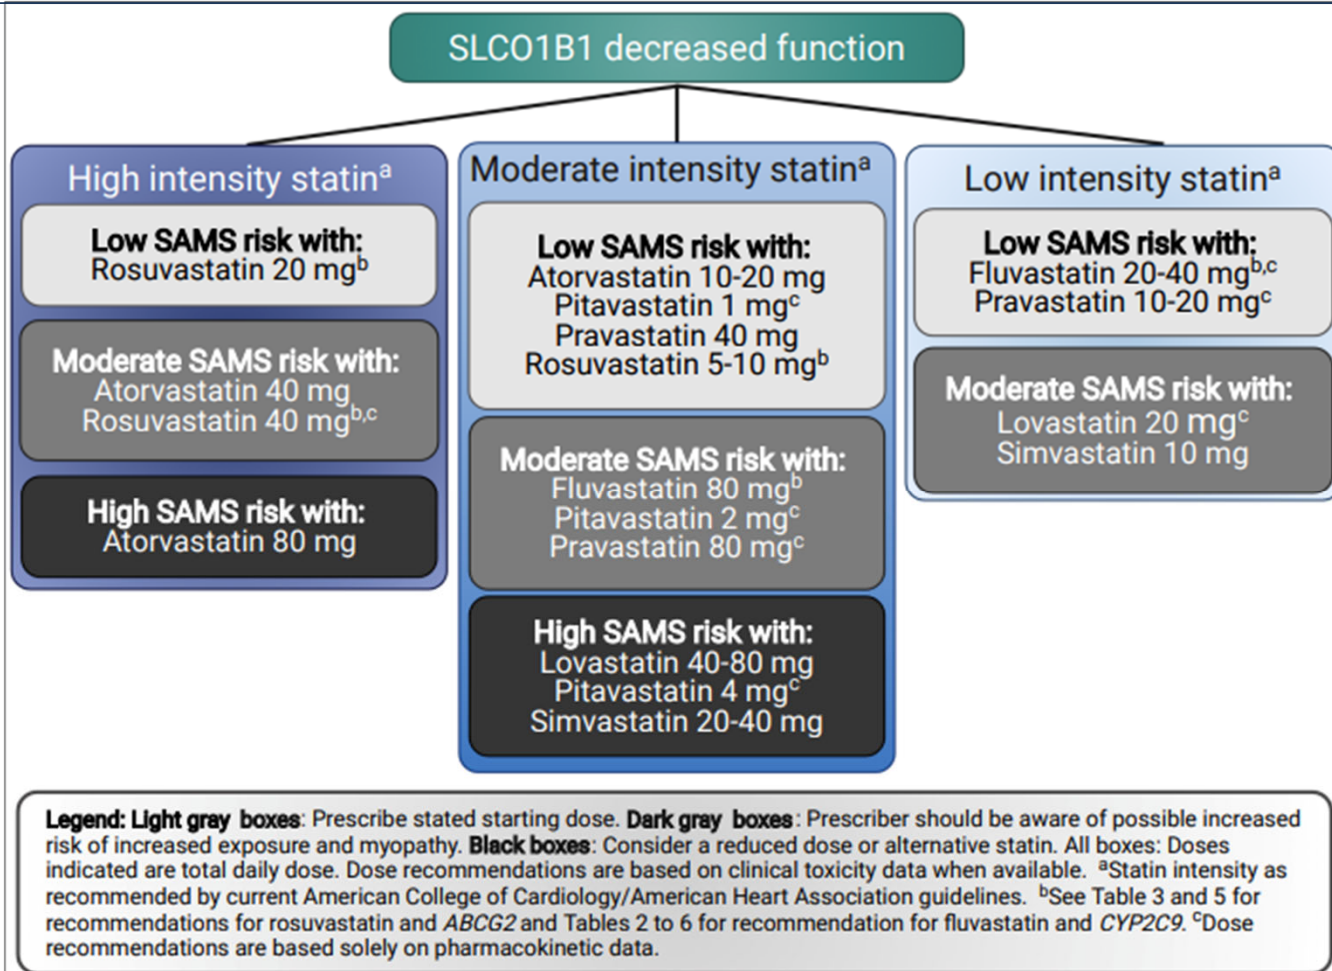 SLCO1B1 decreased function
High intensity statinᵃ
Low SAMS risk with:
Rosuvastatin 20 mgᵇ
Moderate SAMS risk with:
Atorvastatin 40 mg
Rosuvastatin 40 mgᵇ,ᶜ
High SAMS risk with:
Atorvastatin 80 mg
Moderate intensity statinᵃ
Low SAMS risk with:
Atorvastatin 10-20 mg
Pitavastatin 1 mgᶜ
Pravastatin 40 mg
Rosuvastatin 5-10 mgᵇ
Moderate SAMS risk with:
Fluvastatin 80 mgᵇ
Pitavastatin 2 mgᶜ
Pravastatin 80 mgᶜ
High SAMS risk with:
Lovastatin 40-80 mg
Pitavastatin 4 mgᶜ
Simvastatin 20-40 mg
Low intensity statinᵃ
Low SAMS risk with:
Fluvastatin 20-40 mgᵇ,ᶜ
Pravastatin 10-20 mgᶜ
Moderate SAMS risk with:
Lovastatin 20 mgᶜ
Simvastatin 10 mg
Legend: Light gray boxes: Prescribe stated starting dose. Dark gray boxes: Prescriber should be aware of possible increased
risk of increased exposure and myopathy. Black boxes: Consider a reduced dose or alternative statin. All boxes: Doses
indicated are total daily dose. Dose recommendations are based on clinical toxicity data when available. ᵃStatin intensity as
recommended by current American College of Cardiology/American Heart Association guidelines. ᵇSee Table 3 and 5 for
recommendations for rosuvastatin and ABCG2 and Tables 2 to 6 for recommendation for fluvastatin and CYP2C9. ᶜDose
recommendations are based solely on pharmacokinetic data.